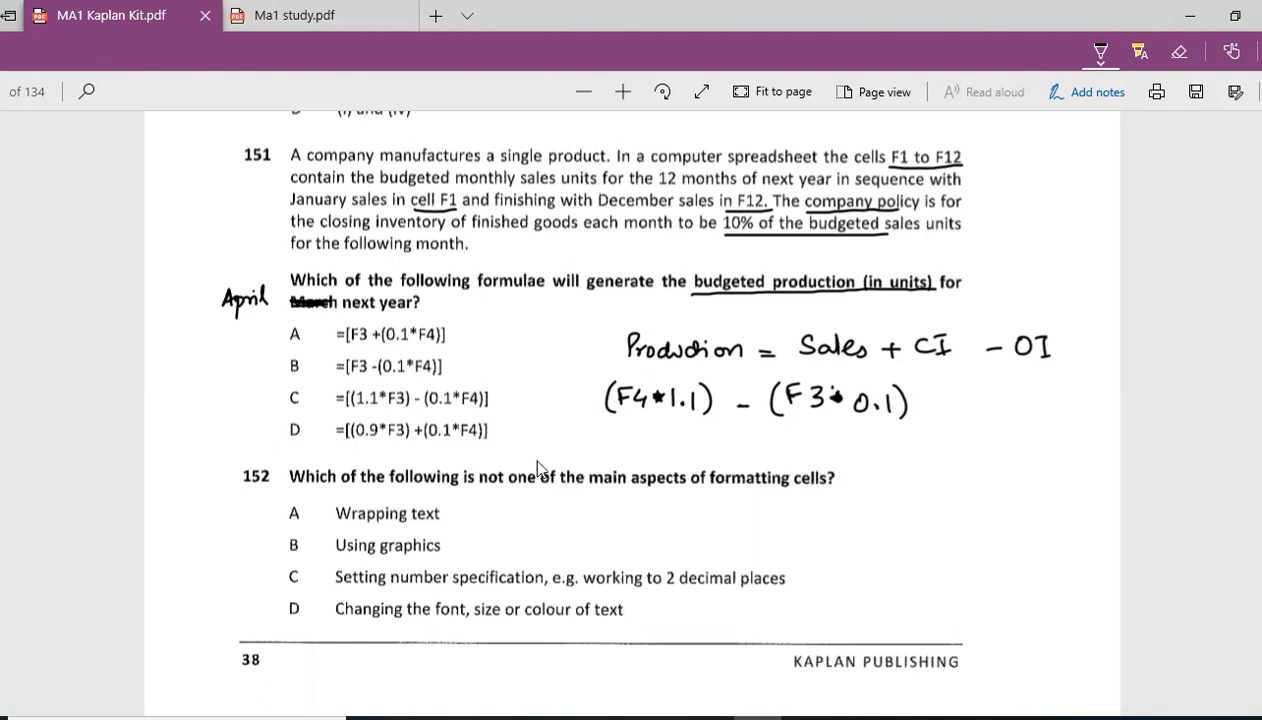 MA1 Kaplan Kit.pdf
Ma1 study.pdf
of 134
Fit to page
Page view
Read aloud
Add notes
(i) and (iv)
151 A company manufactures a single product. In a computer spreadsheet the cells F1 to F12
contain the budgeted monthly sales units for the 12 months of next year in sequence with
January sales in cell F1 and finishing with December sales in F12. The company policy is for
the closing inventory of finished goods each month to be 10% of the budgeted sales units
for the following month.
Which of the following formulae will generate the budgeted production (in units) for
April March next year?
A =[F3 +(0.1*F4)]
B =[F3 -(0.1*F4)]
C =[(1.1*F3) - (0.1*F4)]
D =[(0.9*F3) +(0.1*F4)]
Production = Sales + CI - OI
(F4*1.1) - (F3*0.1)
152 Which of the following is not one of the main aspects of formatting cells?
A Wrapping text
B Using graphics
C Setting number specification, e.g. working to 2 decimal places
D Changing the font, size or colour of text
38 KAPLAN PUBLISHING